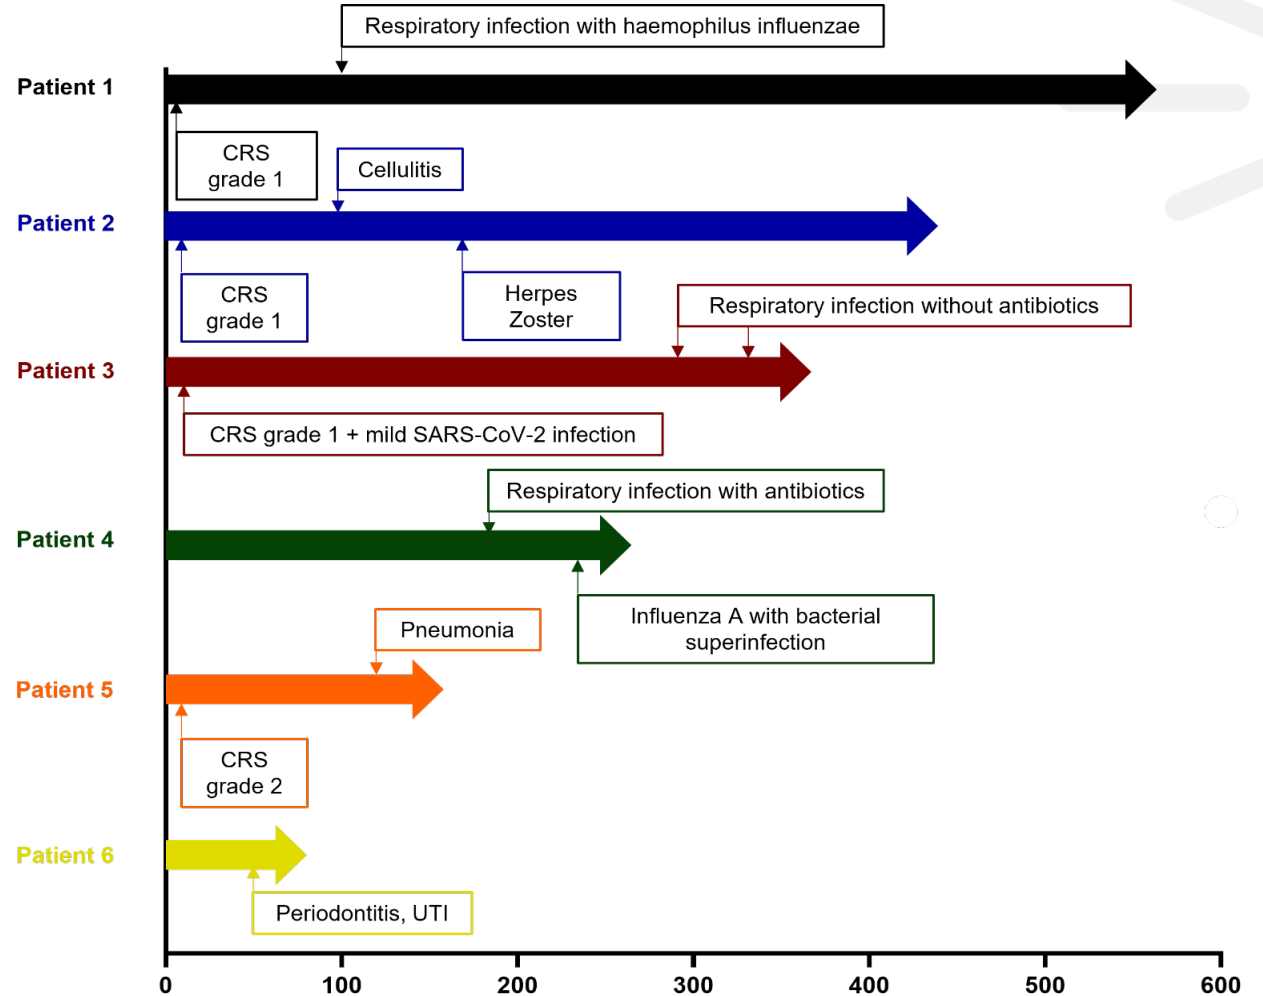 Respiratory infection with haemophilus influenzae
Patient 1
CRS
grade 1
Cellulitis
Patient 2
CRS
grade 1
Herpes
Zoster
Respiratory infection without antibiotics
Patient 3
CRS grade 1 + mild SARS-CoV-2 infection
Respiratory infection with antibiotics
Patient 4
Influenza A with bacterial
superinfection
Pneumonia
Patient 5
CRS
grade 2
Patient 6
Periodontitis, UTI
0 100 200 300 400 500 600